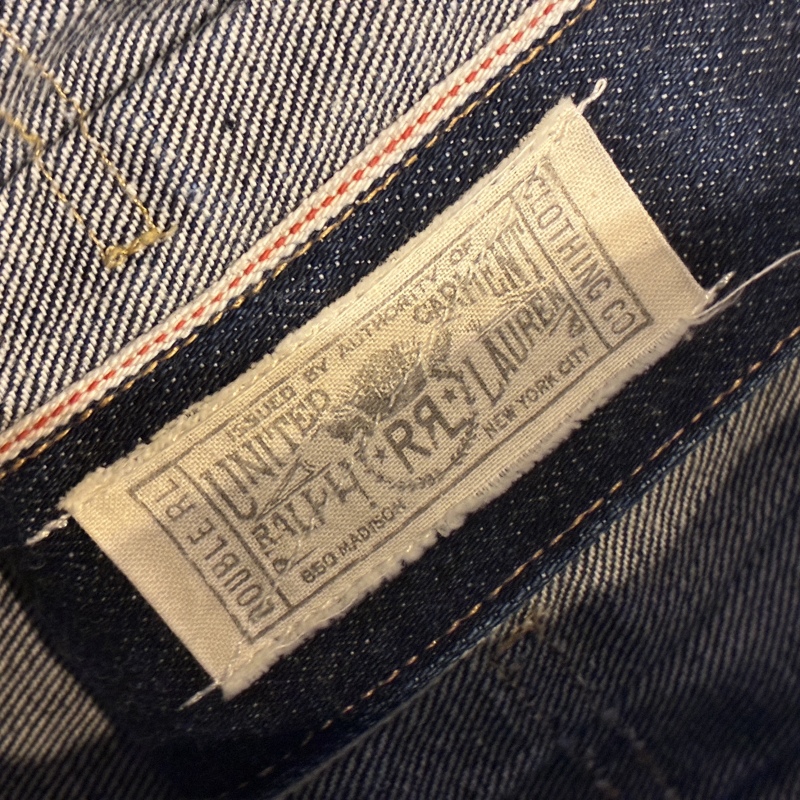 DOUBLE RL
ISSUED BY AUTHORITY OF
UNITED GARMENT
RALPH RRL LAUREN
650 MADISON NEW YORK CITY
CLOTHING CO